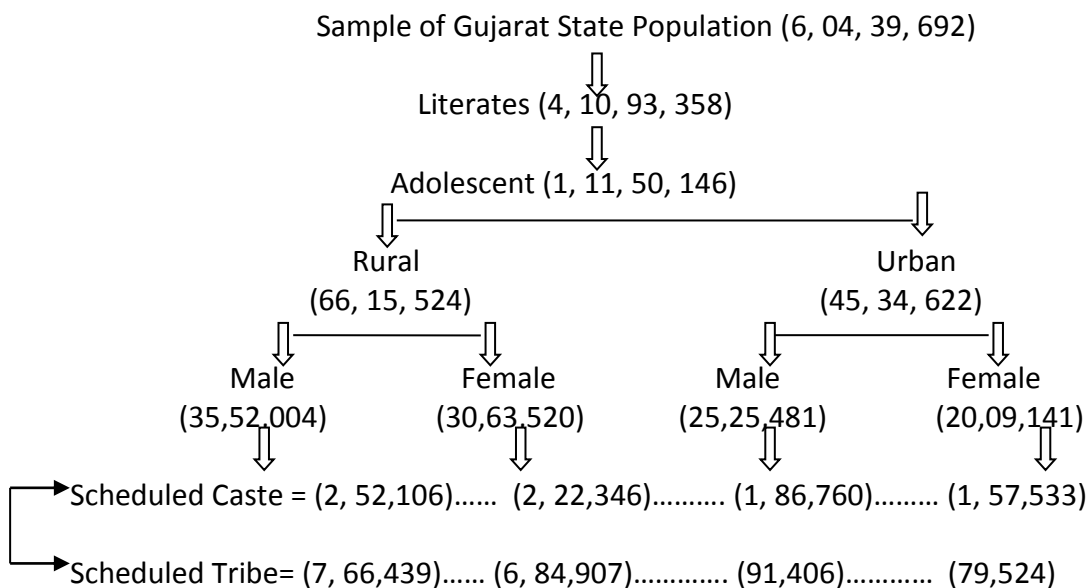 Sample of Gujarat State Population (6, 04, 39, 692)
Literates (4, 10, 93, 358)
Adolescent (1, 11, 50, 146)
Rural Urban
(66, 15, 524) (45, 34, 622)
Male Female Male Female
(35,52,004) (30,63,520) (25,25,481) (20,09,141)
Scheduled Caste = (2, 52,106)…… (2, 22,346)………. (1, 86,760)……… (1, 57,533)
Scheduled Tribe= (7, 66,439)…... (6, 84,907)…………. (91,406)………… (79,524)